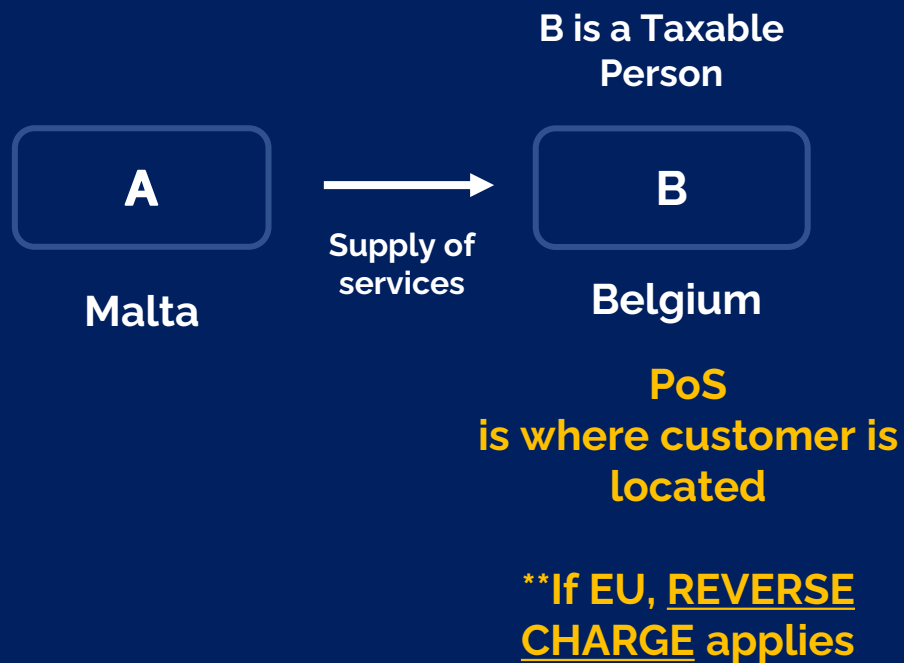 B is a Taxable
Person
A
B
Supply of
services
Malta
Belgium
PoS
is where customer is
located
**If EU, REVERSE
CHARGE applies